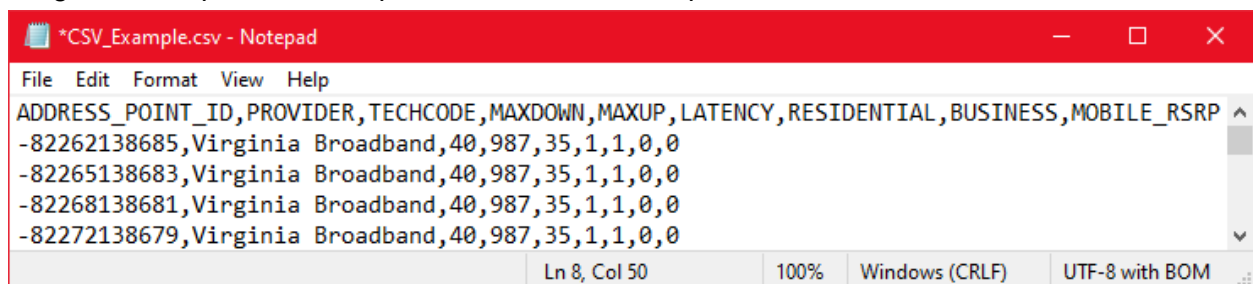 *CSV_Example.csv - Notepad
File Edit Format View Help
ADDRESS_POINT_ID,PROVIDER,TECHCODE,MAXDOWN,MAXUP,LATENCY,RESIDENTIAL,BUSINESS,MOBILE_RSRP
-82262138685,Virginia Broadband,40,987,35,1,1,0,0
-82265138683,Virginia Broadband,40,987,35,1,1,0,0
-82268138681,Virginia Broadband,40,987,35,1,1,0,0
-82272138679,Virginia Broadband,40,987,35,1,1,0,0
Ln 8, Col 50 100% Windows (CRLF) UTF-8 with BOM